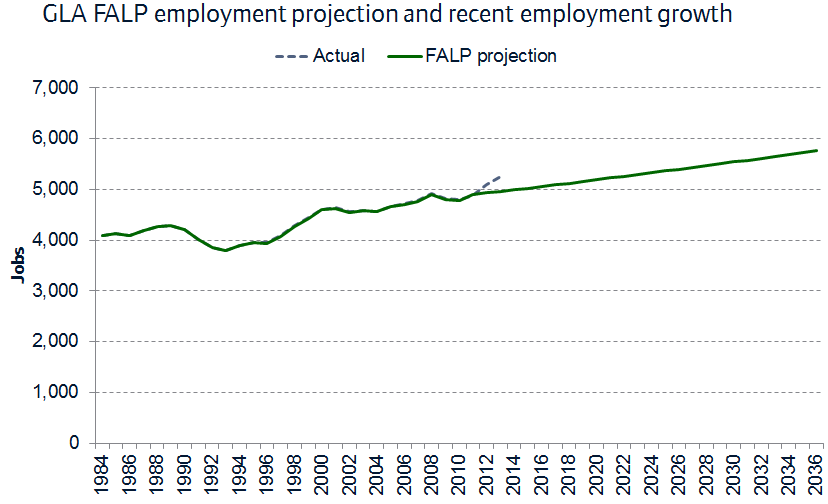 GLA FALP employment projection and recent employment growth
Actual FALP projection
7,000
6,000
5,000
4,000
3,000
2,000
1,000
0
Jobs
1984 1986 1988 1990 1992 1994 1996 1998 2000 2002 2004 2006 2008 2010 2012 2014 2016 2018 2020 2022 2024 2026 2028 2030 2032 2034 2036